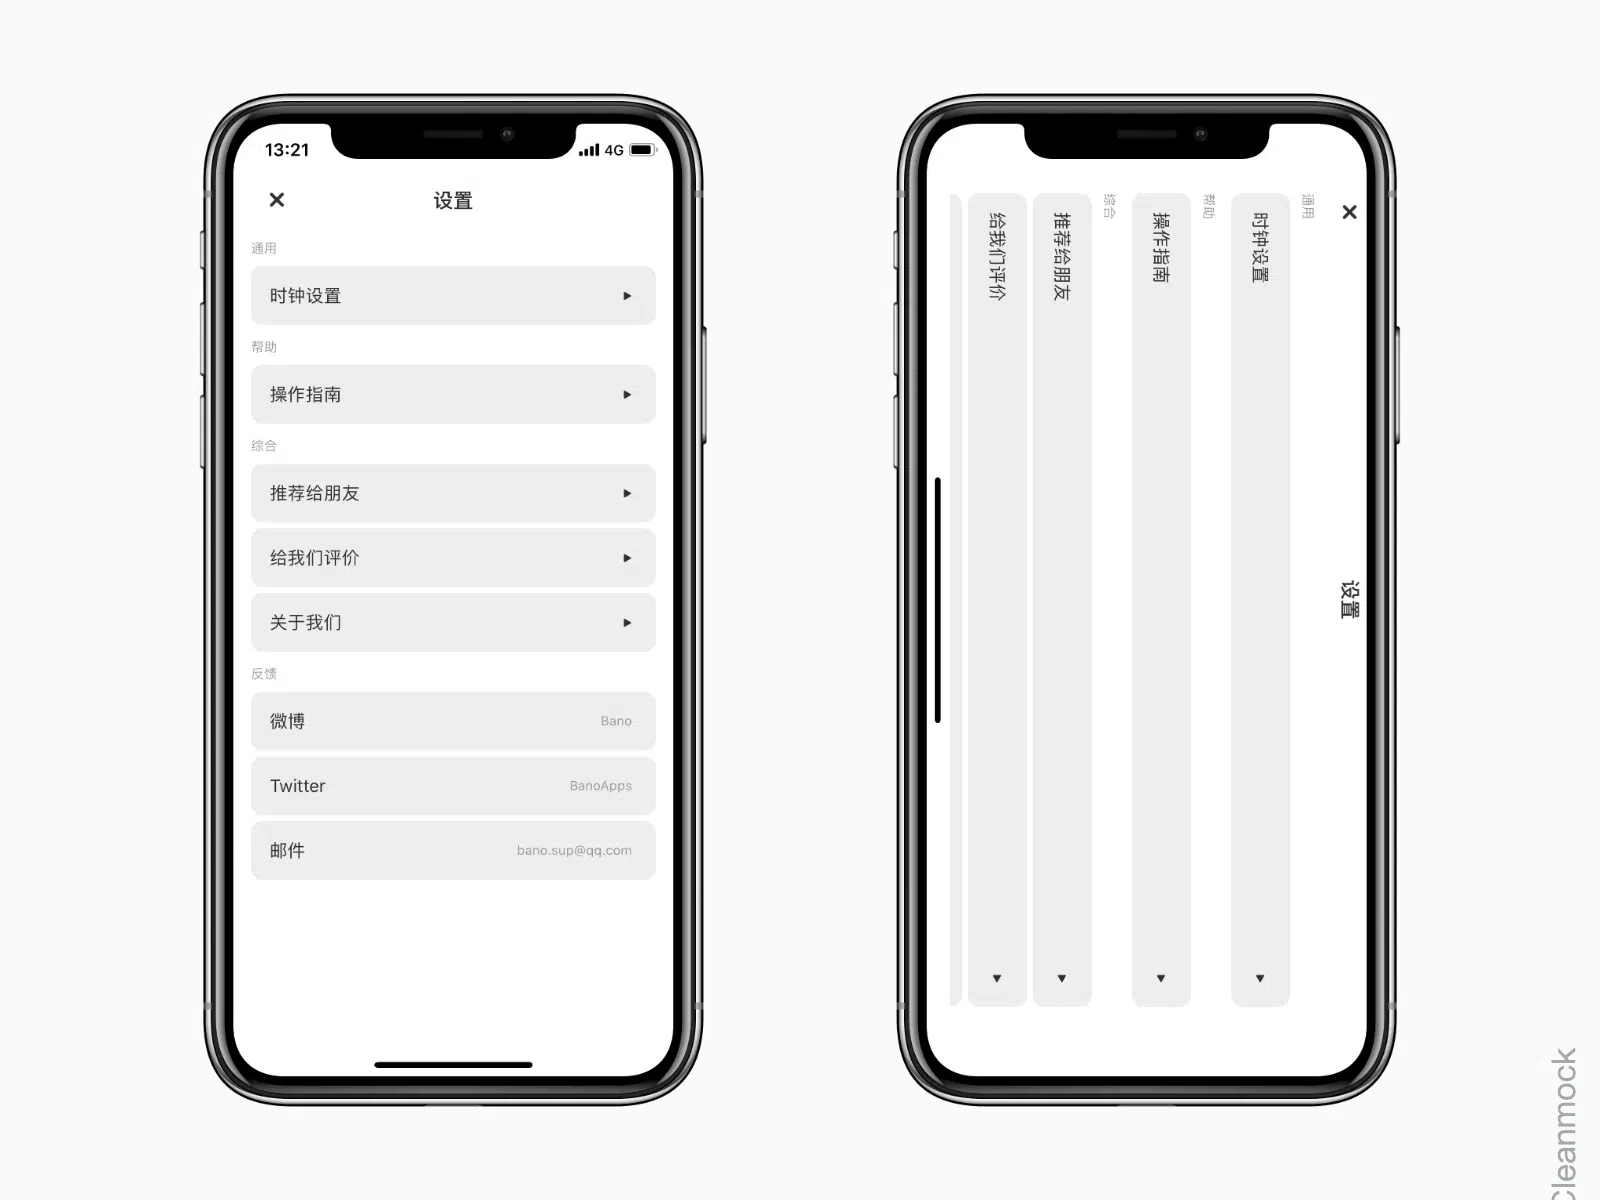 13:21
4G
设置
通用
时钟设置
帮助
操作指南
综合
推荐给朋友
给我们评价
关于我们
反馈
微博 Bano
Twitter BanoApps
邮件 bano.sup@qq.com
设置
通用
时钟设置
帮助
操作指南
综合
推荐给朋友
给我们评价
Cleanmock